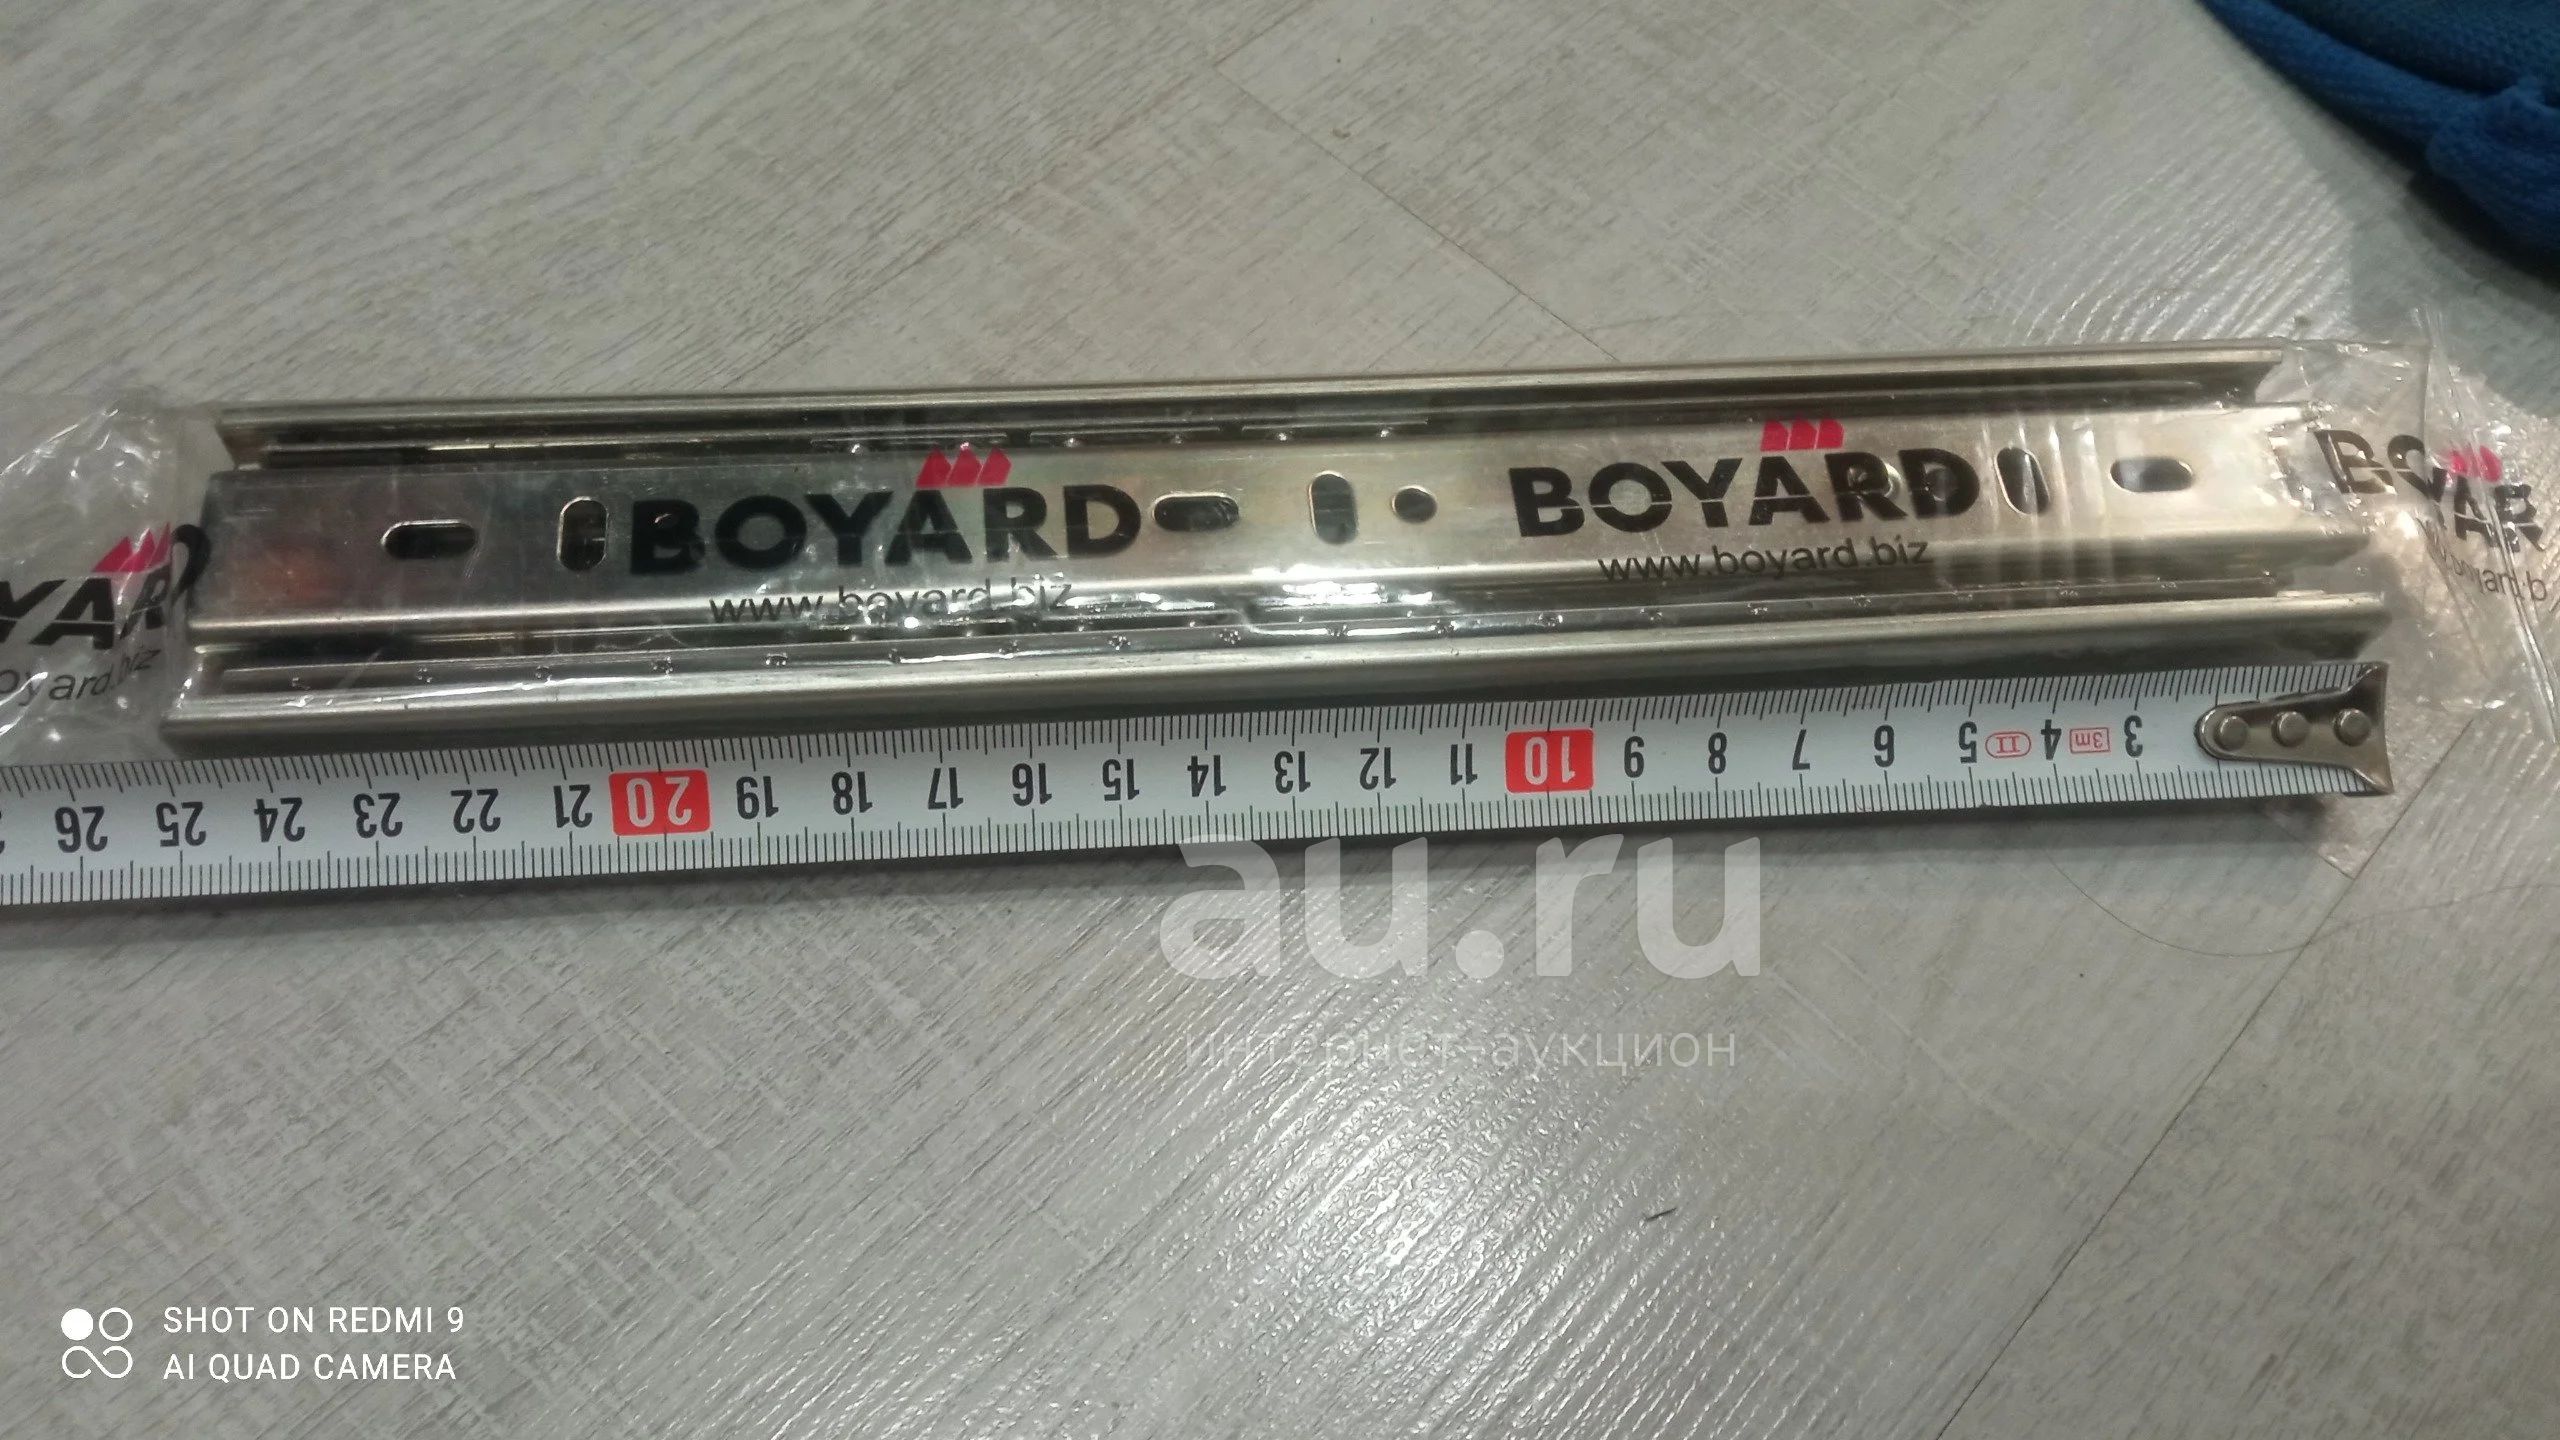 BOYARD
www.boyard.biz
BOYARD
www.boyard.biz
26 25 24 23 22 21 20 19 18 17 16 15 14 13 12 11 10 9 8 7 6 5 II 4 3m 3
au.ru
интернет-аукцион
SHOT ON REDMI 9
AI QUAD CAMERA